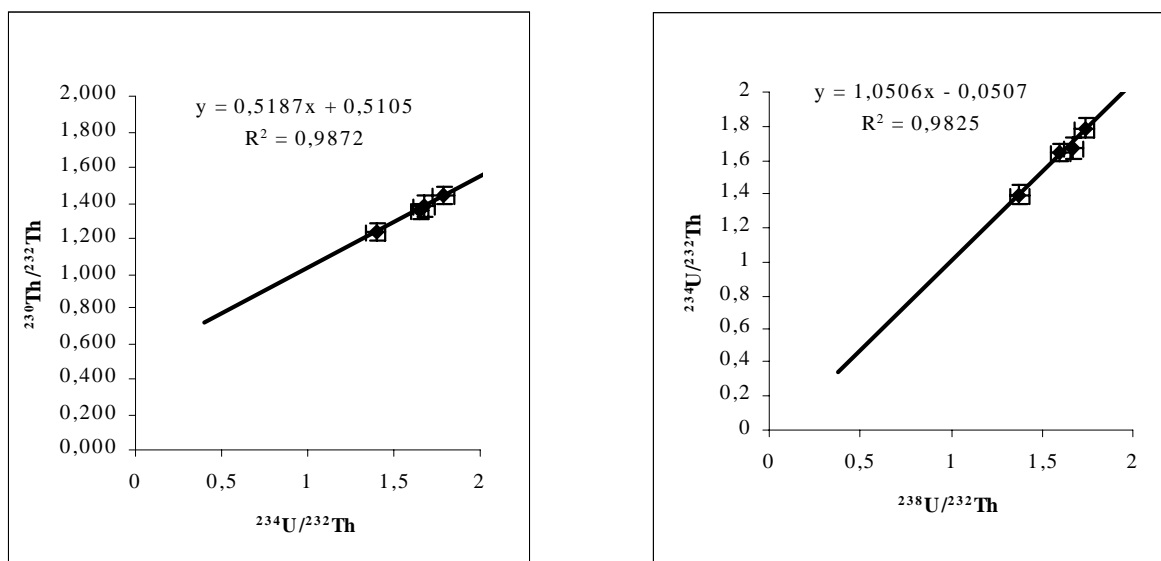 y = 0,5187x + 0,5105
R² = 0,9872
2,000
1,800
1,600
1,400
1,200
1,000
0,800
0,600
0,400
0,200
0,000
²³⁰Th/²³²Th
0 1 1,5 2
²³⁴U/²³²Th
y = 1,0506x - 0,0507
R² = 0,9825
2
1,8
1,6
1,4
1,2
1
0,8
0,6
0,4
0,2
0
²³⁴U/²³²Th
0 0,5 1 1,5 2
²³⁸U/²³²Th